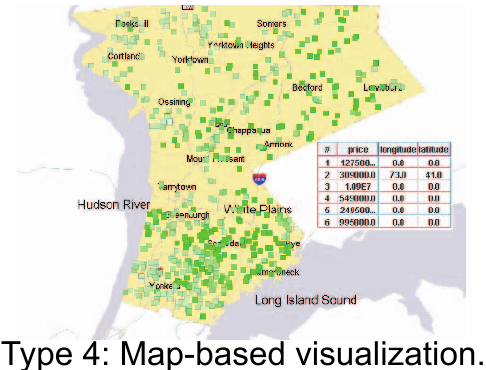 Peekskill
Somers
Yorktown Heights
Cortland
Yorktown
Bedford
Lewisboro
Ossining
Chappaqua
Armonk
Mount Pleasant
# price longitude latitude
1 127500... 0.0 0.0
2 309000.0 73.0 41.0
3 1.09E7 0.0 0.0
4 549000.0 0.0 0.0
5 249500... 0.0 0.0
6 995000.0 0.0 0.0
Tarrytown
Hudson River
Greenburgh
White Plains
Scarsdale
Rye
Mamaroneck
Yonkers
Long Island Sound
Type 4: Map-based visualization.